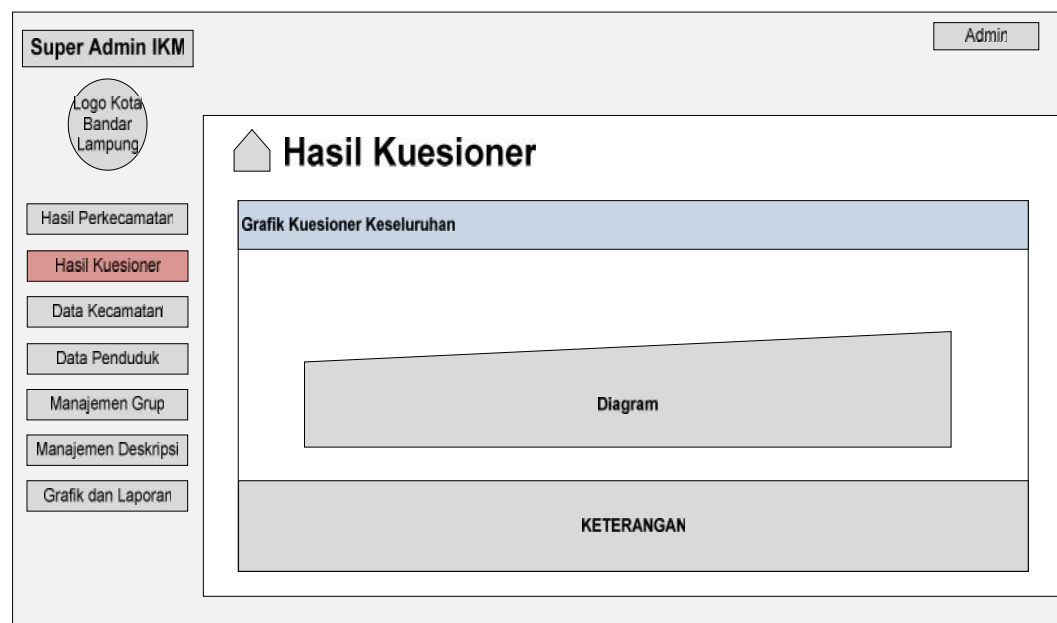 Super Admin IKM
Admin
Logo Kota
Bandar
Lampung
Hasil Kuesioner
Hasil Perkecamatan
Hasil Kuesioner
Data Kecamatan
Data Penduduk
Manajemen Grup
Manajemen Deskripsi
Grafik dan Laporan
Grafik Kuesioner Keseluruhan
Diagram
KETERANGAN